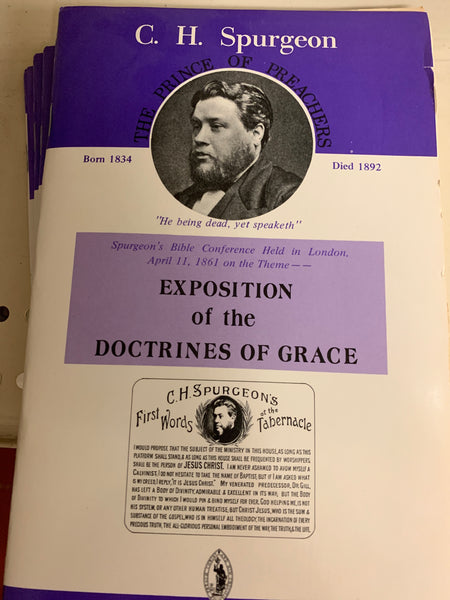 C. H. Spurgeon
THE PRINCE OF PREACHERS
Born 1834
Died 1892
"He being dead, yet speaketh"
Spurgeon's Bible Conference Held in London,
April 11, 1861 on the Theme——
EXPOSITION
of the
DOCTRINES OF GRACE
C.H. SPURGEON'S
First Words at the Tabernacle
I WOULD PROPOSE THAT THE SUBJECT OF THE MINISTRY IN THIS HOUSE, AS LONG AS THIS
PLATFORM SHALL STAND, & AS LONG AS THIS HOUSE SHALL BE FREQUENTED BY WORSHIPPERS,
SHALL BE THE PERSON OF JESUS CHRIST. I AM NEVER ASHAMED TO AVOW MYSELF A
CALVINIST; I DO NOT HESITATE TO TAKE THE NAME OF BAPTIST; BUT IF I AM ASKED WHAT
IS MY CREED, I REPLY, "IT IS JESUS CHRIST." MY VENERATED PREDECESSOR, DR. GILL,
HAS LEFT A BODY OF DIVINITY, ADMIRABLE & EXCELLENT IN ITS WAY; BUT THE BODY
OF DIVINITY TO WHICH I WOULD PIN & BIND MYSELF FOR EVER, GOD HELPING ME, IS NOT
HIS SYSTEM, OR ANY OTHER HUMAN TREATISE; BUT CHRIST JESUS, WHO IS THE SUM &
SUBSTANCE OF THE GOSPEL, WHO IS IN HIMSELF ALL THEOLOGY, THE INCARNATION OF EVERY
PRECIOUS TRUTH, THE ALL-GLORIOUS PERSONAL EMBODIMENT OF THE WAY, THE TRUTH, & THE LIFE.